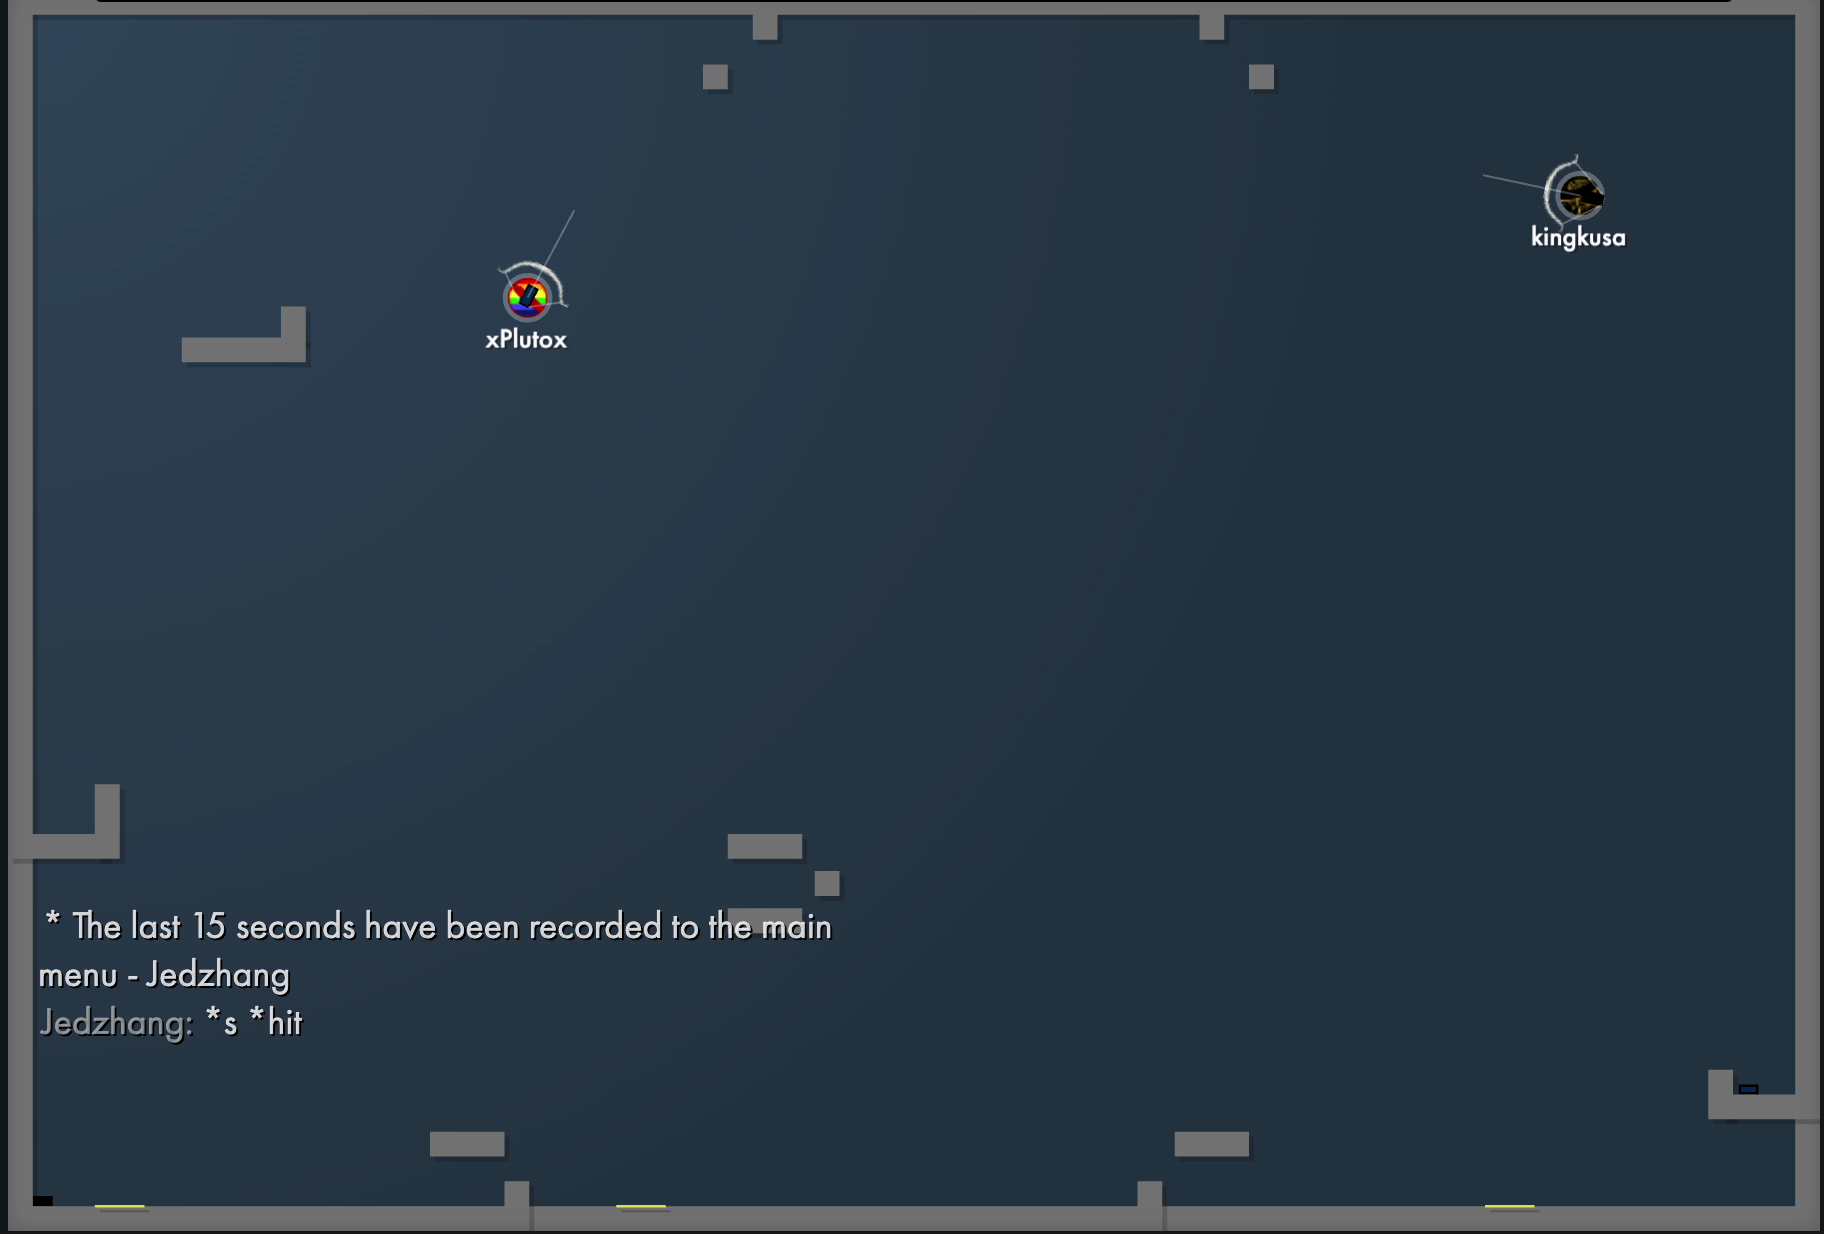 kingkusa
xPlutox
* The last 15 seconds have been recorded to the main
menu - Jedzhang
Jedzhang: *s *hit